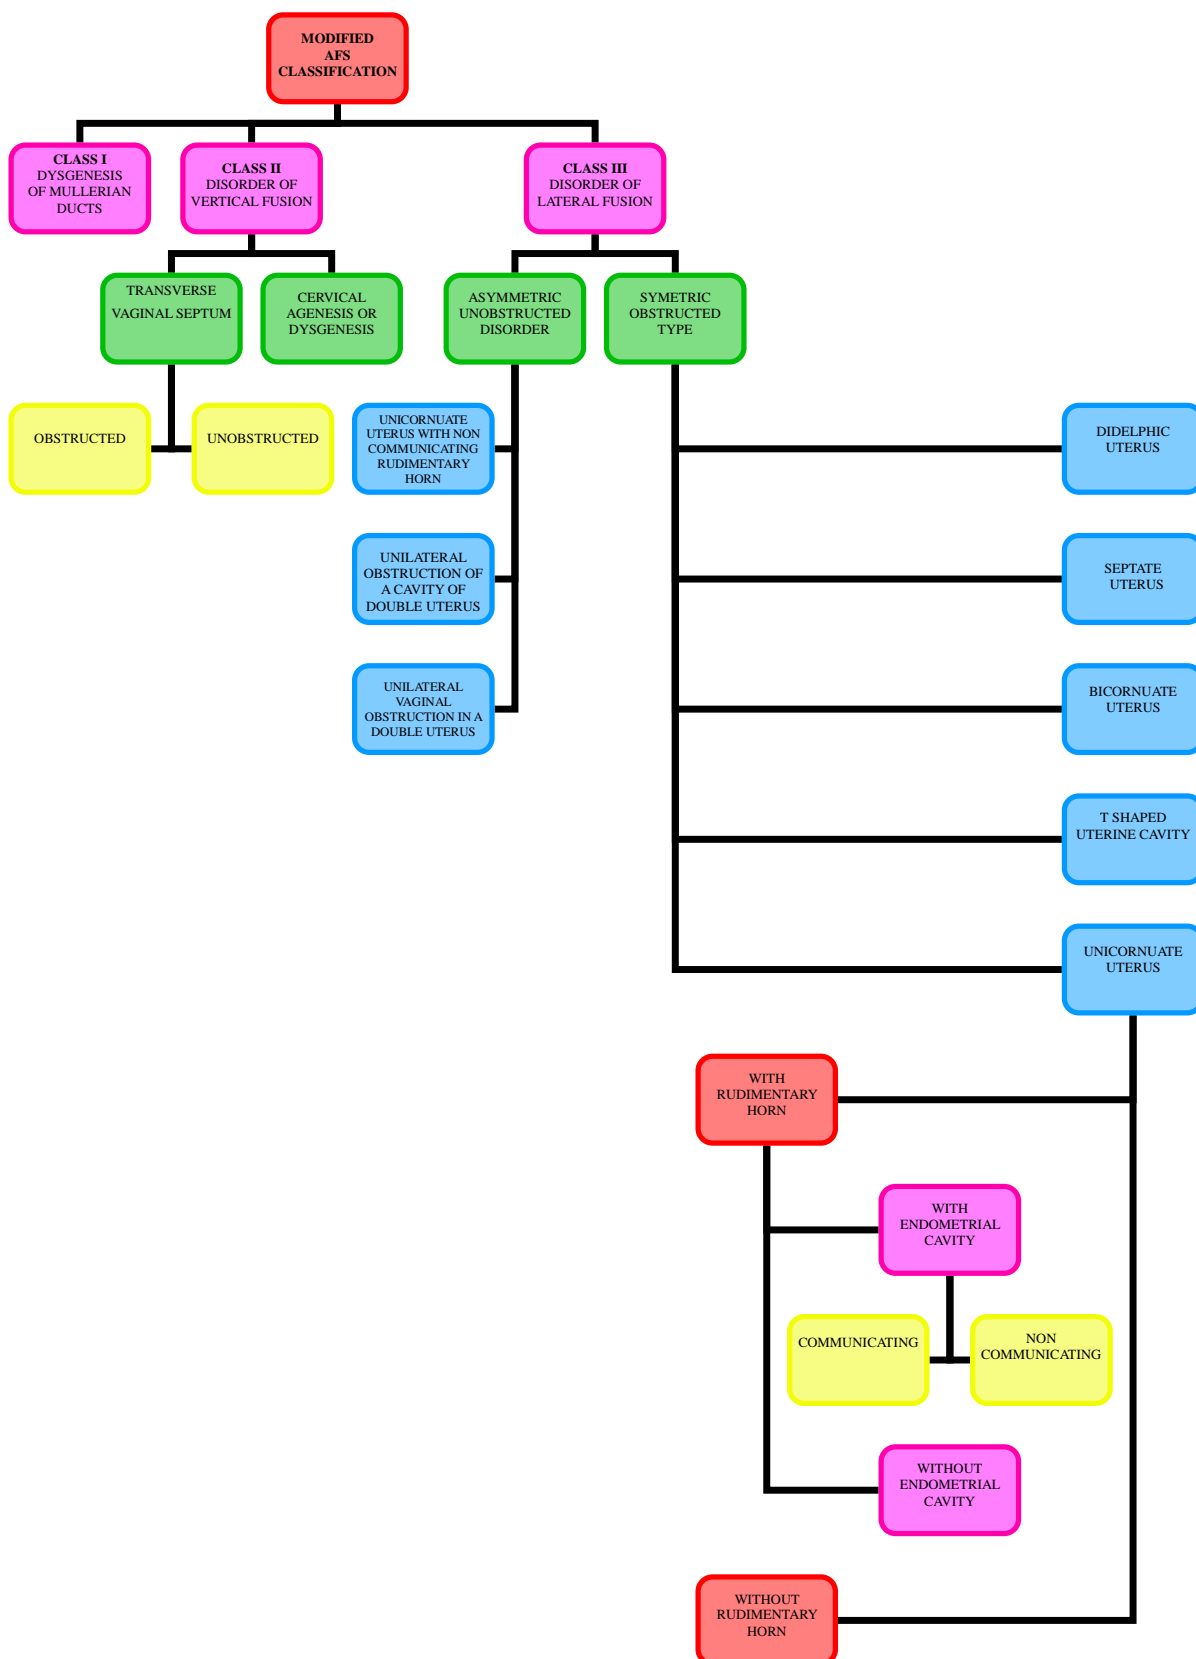 MODIFIED
AFS
CLASSIFICATION
CLASS I
DYSGENESIS
OF MULLERIAN
DUCTS
CLASS II
DISORDER OF
VERTICAL FUSION
CLASS III
DISORDER OF
LATERAL FUSION
TRANSVERSE
VAGINAL SEPTUM
CERVICAL
AGENESIS OR
DYSGENESIS
ASYMMETRIC
UNOBSTRUCTED
DISORDER
SYMETRIC
OBSTRUCTED
TYPE
OBSTRUCTED
UNOBSTRUCTED
UNICORNUATE
UTERUS WITH NON
COMMUNICATING
RUDIMENTARY
HORN
DIDELPHIC
UTERUS
UNILATERAL
OBSTRUCTION OF
A CAVITY OF
DOUBLE UTERUS
SEPTATE
UTERUS
UNILATERAL
VAGINAL
OBSTRUCTION IN A
DOUBLE UTERUS
BICORNUATE
UTERUS
T SHAPED
UTERINE CAVITY
UNICORNUATE
UTERUS
WITH
RUDIMENTARY
HORN
WITH
ENDOMETRIAL
CAVITY
COMMUNICATING
NON
COMMUNICATING
WITHOUT
ENDOMETRIAL
CAVITY
WITHOUT
RUDIMENTARY
HORN